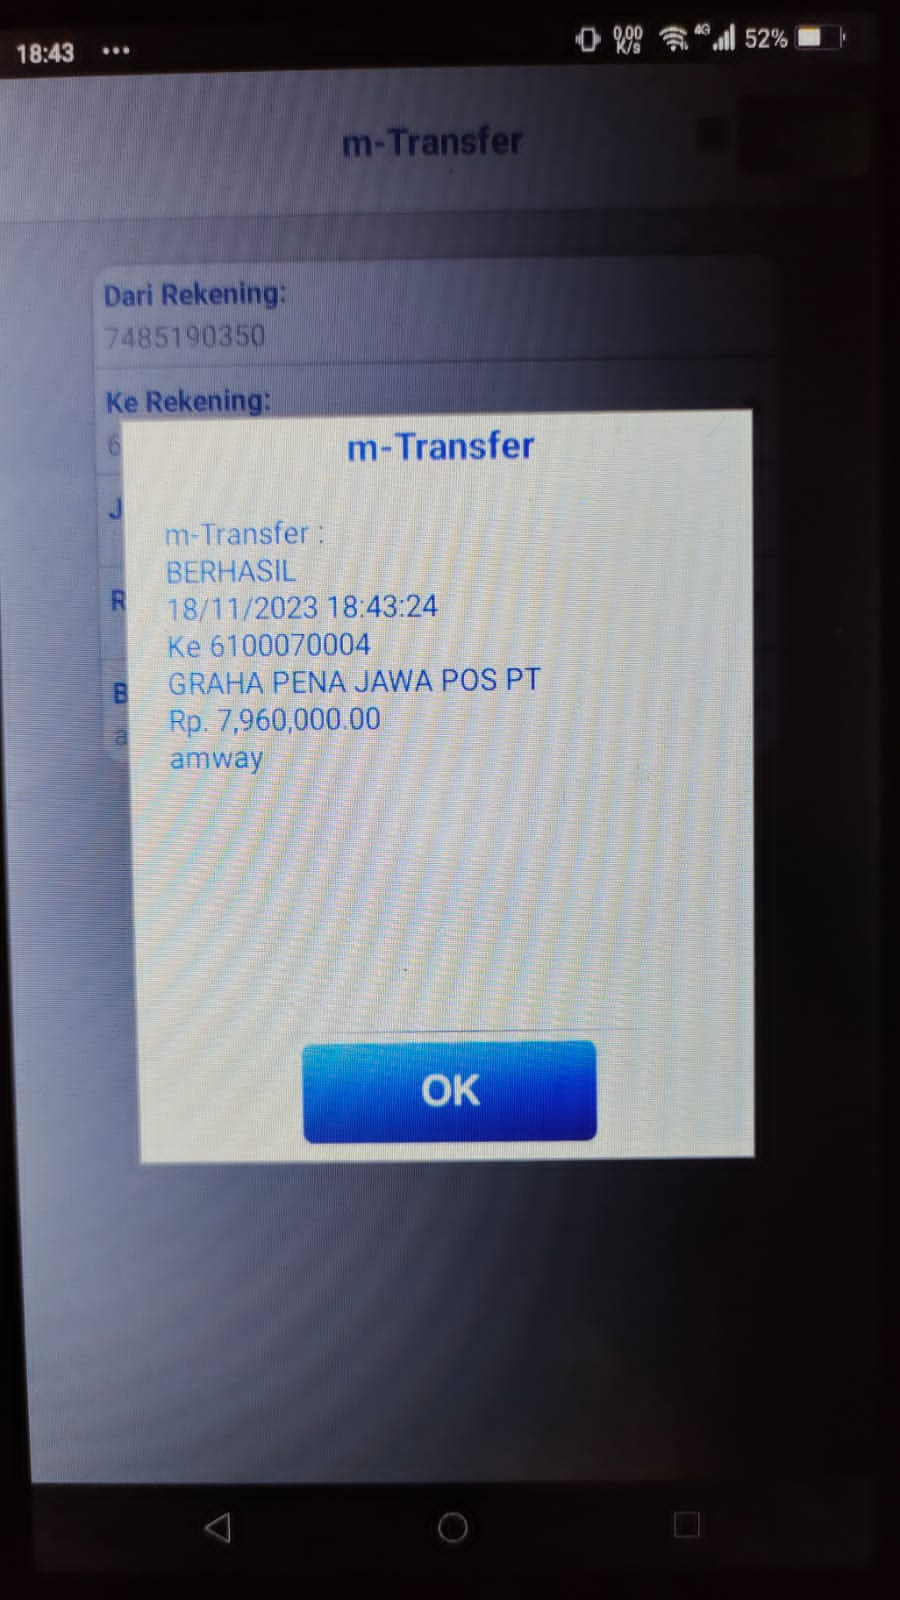 18:43 ... 0,00 K/s 4G 52%
m-Transfer
Dari Rekening:
7485190350
Ke Rekening:
6
J
R
B
a
m-Transfer
m-Transfer :
BERHASIL
18/11/2023 18:43:24
Ke 6100070004
GRAHA PENA JAWA POS PT
Rp. 7,960,000.00
amway
OK